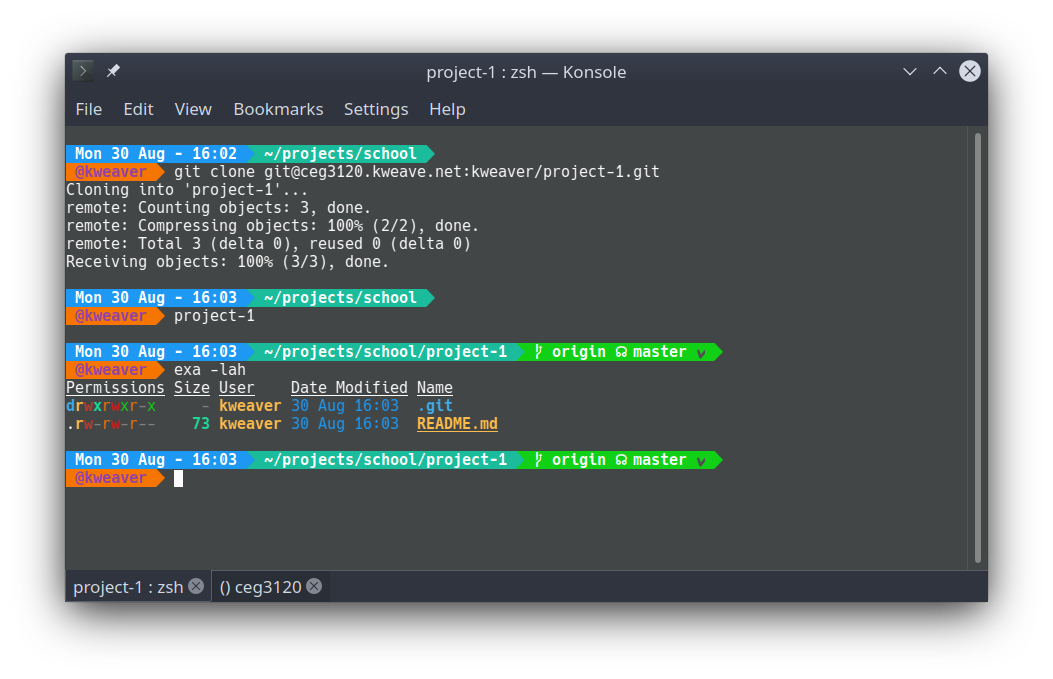 project-1 : zsh — Konsole
File Edit View Bookmarks Settings Help
Mon 30 Aug - 16:02 ~/projects/school
@kweaver git clone git@ceg3120.kweave.net:kweaver/project-1.git
Cloning into 'project-1'...
remote: Counting objects: 3, done.
remote: Compressing objects: 100% (2/2), done.
remote: Total 3 (delta 0), reused 0 (delta 0)
Receiving objects: 100% (3/3), done.
Mon 30 Aug - 16:03 ~/projects/school
@kweaver project-1
Mon 30 Aug - 16:03 ~/projects/school/project-1 origin ☊ master
@kweaver exa -lah
Permissions Size User Date Modified Name
drwxrwxr-x - kweaver 30 Aug 16:03 .git
.rw-rw-r-- 73 kweaver 30 Aug 16:03 README.md
Mon 30 Aug - 16:03 ~/projects/school/project-1 origin ☊ master
@kweaver
project-1 : zsh () ceg3120